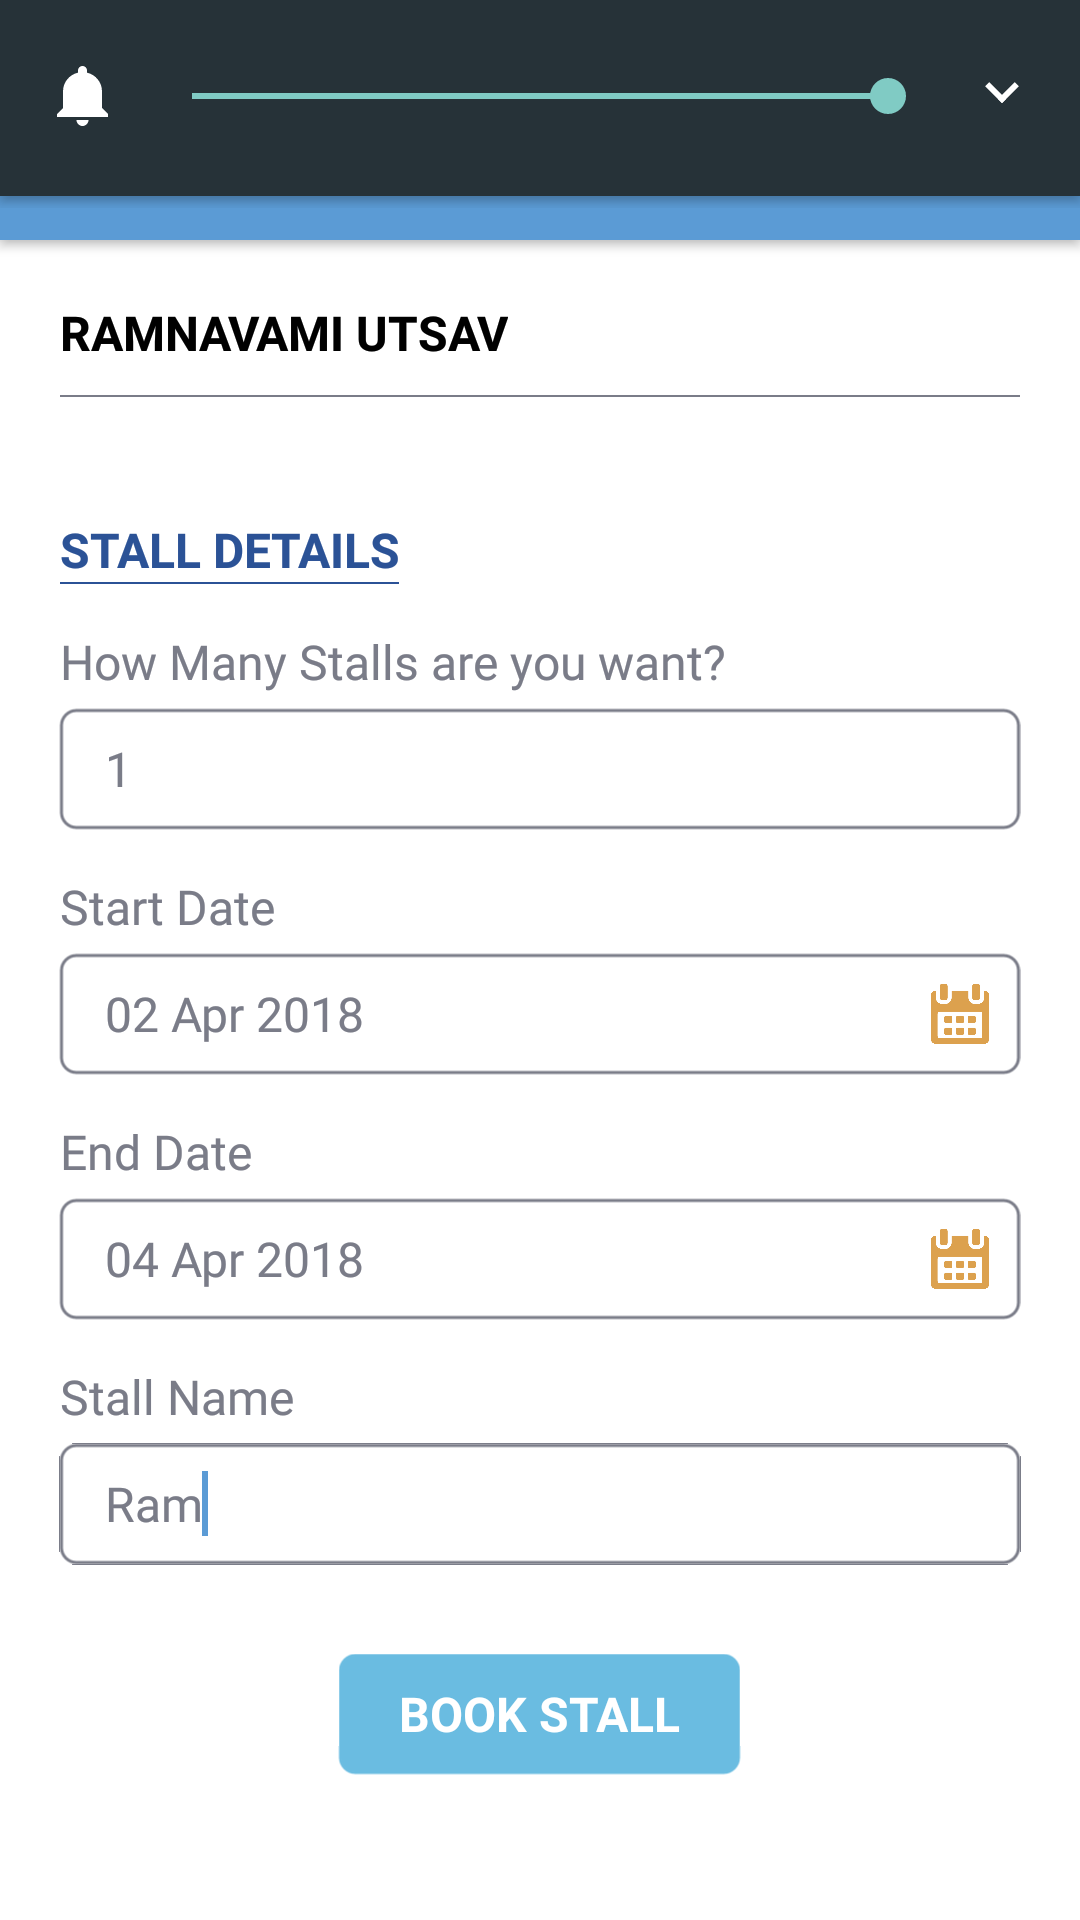 RAMNAVAMI UTSAV
STALL DETAILS
How Many Stalls are you want?
1
Start Date
02 Apr 2018
End Date
04 Apr 2018
Stall Name
Ram
BOOK STALL